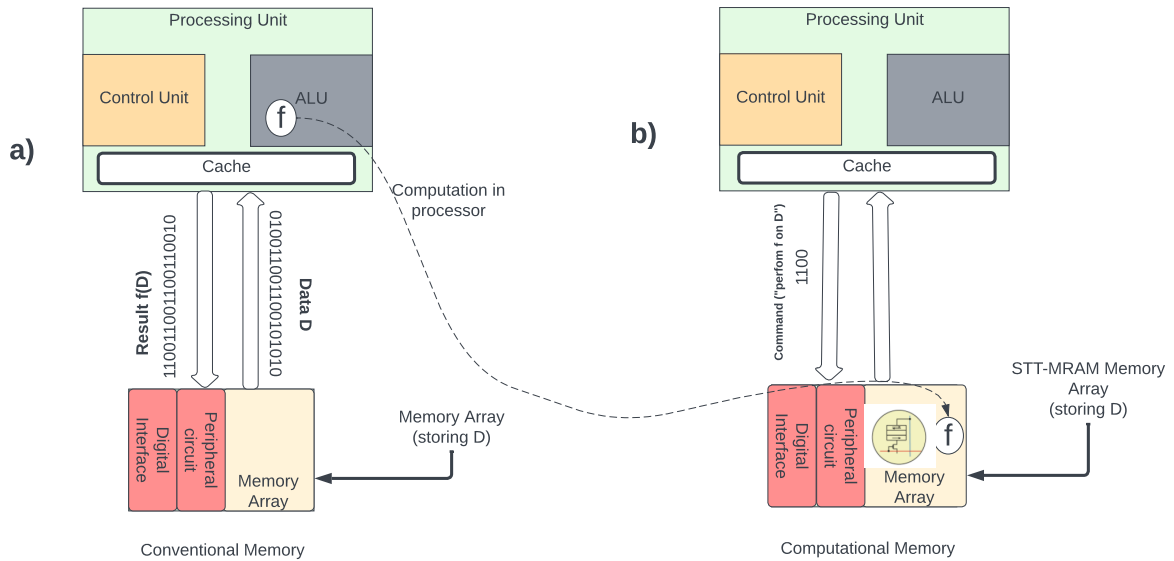 a)
Processing Unit
Control Unit
ALU
f
Cache
Computation in
processor
Result f(D)
1100110011001100110010
010011001100101010
Data D
Digital
Interface
Peripheral
circuit
Memory
Array
Memory Array
(storing D)
Conventional Memory
b)
Processing Unit
Control Unit
ALU
Cache
Command ("perfom f on D")
1100
Digital
Interface
Peripheral
circuit
f
Memory
Array
STT-MRAM Memory
Array
(storing D)
Computational Memory